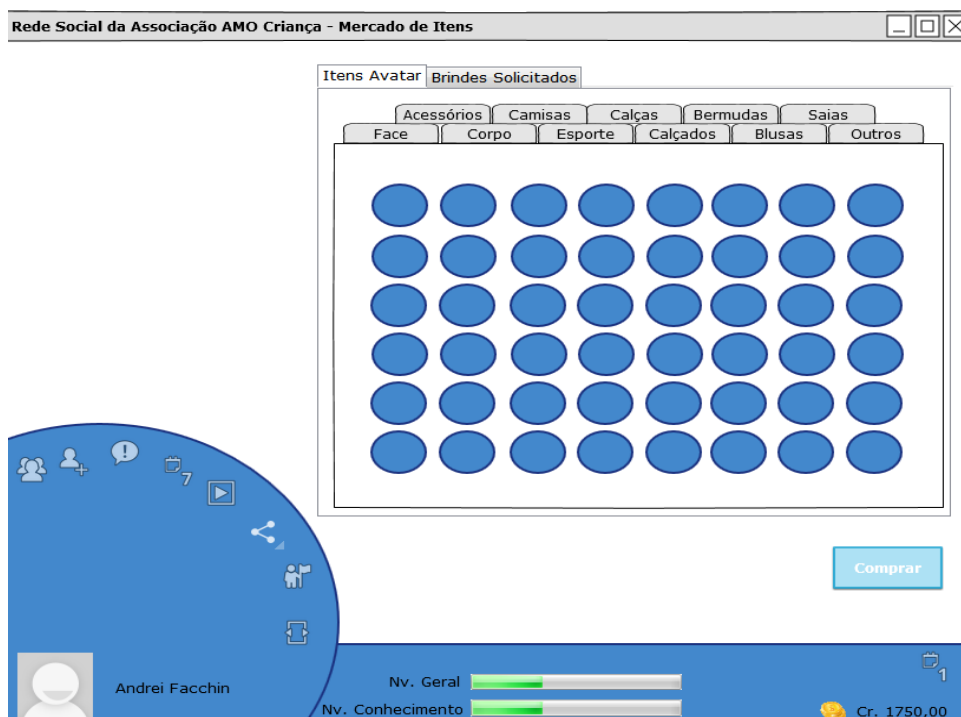 Rede Social da Associação AMO Criança - Mercado de Itens
Itens Avatar Brindes Solicitados
Acessórios Camisas Calças Bermudas Saias
Face Corpo Esporte Calçados Blusas Outros
7
Comprar
1
Andrei Facchin
Nv. Geral
Nv. Conhecimento
Cr. 1750,00